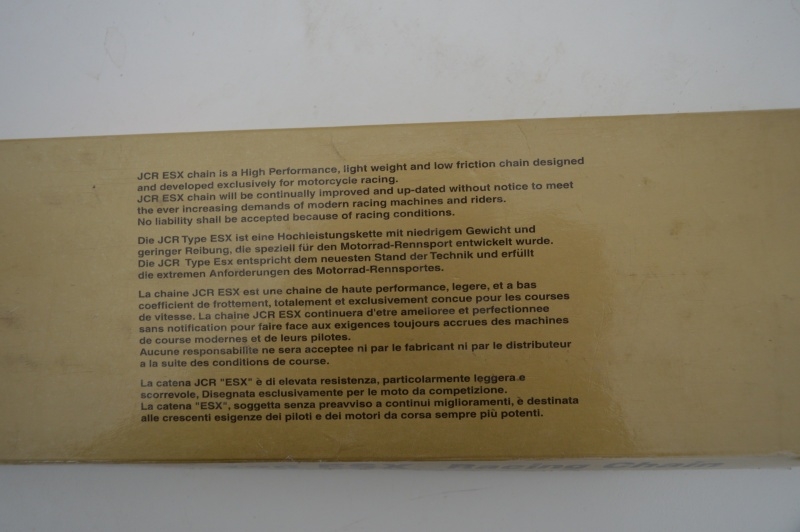 JCR ESX chain is a High Performance, light weight and low friction chain designed
and developed exclusively for motorcycle racing.
JCR ESX chain will be continually improved and up-dated without notice to meet
the ever increasing demands of modern racing machines and riders.
No liability shall be accepted because of racing conditions.
Die JCR Type ESX ist eine Hochleistungskette mit niedrigem Gewicht und
geringer Reibung, die speziell für den Motorrad-Rennsport entwickelt wurde.
Die JCR Type Esx entspricht dem neuesten Stand der Technik und erfüllt
die extremen Anforderungen des Motorrad-Rennsportes.
La chaine JCR ESX est une chaine de haute performance, legere, et a bas
coefficient de frottement, totalement et exclusivement concue pour les courses
de vitesse. La chaine JCR ESX continuera d'etre amelioree et perfectionnee
sans notification pour faire face aux exigences toujours accrues des machines
de course modernes et de leurs pilotes.
Aucune responsabilite ne sera acceptee ni par le fabricant ni par le distributeur
a la suite des conditions de course.
La catena JCR "ESX" è di elevata resistenza, particolarmente leggera e
scorrevole, Disegnata esclusivamente per le moto da competizione.
La catena "ESX", soggetta senza preavviso a continui miglioramenti, è destinata
alle crescenti esigenze dei piloti e dei motori da corsa sempre più potenti.
ESX Racing Chain